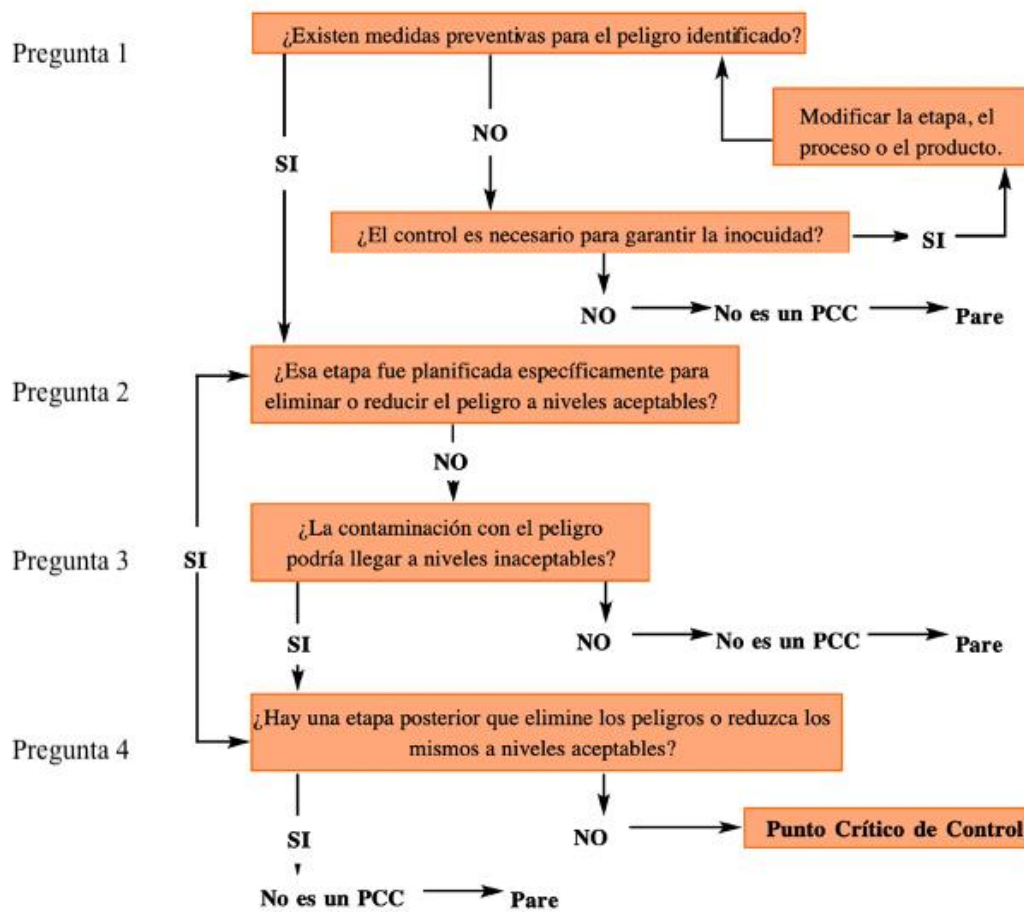 Pregunta 1
¿Existen medidas preventivas para el peligro identificado?
Modificar la etapa, el
proceso o el producto.
SI
NO
¿El control es necesario para garantir la inocuidad?
SI
NO
No es un PCC
Pare
Pregunta 2
¿Esa etapa fue planificada específicamente para
eliminar o reducir el peligro a niveles aceptables?
NO
Pregunta 3
SI
¿La contaminación con el peligro
podría llegar a niveles inaceptables?
SI
NO
No es un PCC
Pare
Pregunta 4
¿Hay una etapa posterior que elimine los peligros o reduzca los
mismos a niveles aceptables?
SI
NO
Punto Crítico de Control
No es un PCC
Pare